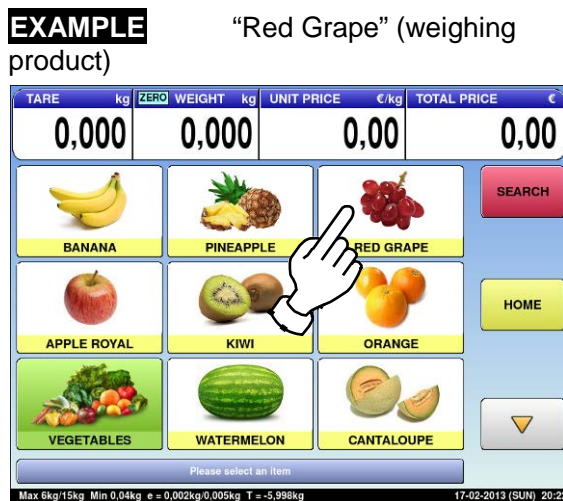 EXAMPLE “Red Grape” (weighing
product)
TARE kg ZERO WEIGHT kg UNIT PRICE €/kg TOTAL PRICE €
0,000 0,000 0,00 0,00
BANANA PINEAPPLE RED GRAPE SEARCH
APPLE ROYAL KIWI ORANGE HOME
VEGETABLES WATERMELON CANTALOUPE
Please select an item
Max 6kg/15kg Min 0,04kg e = 0,002kg/0,005kg T = -5,998kg 17-02-2013 (SUN) 20:2